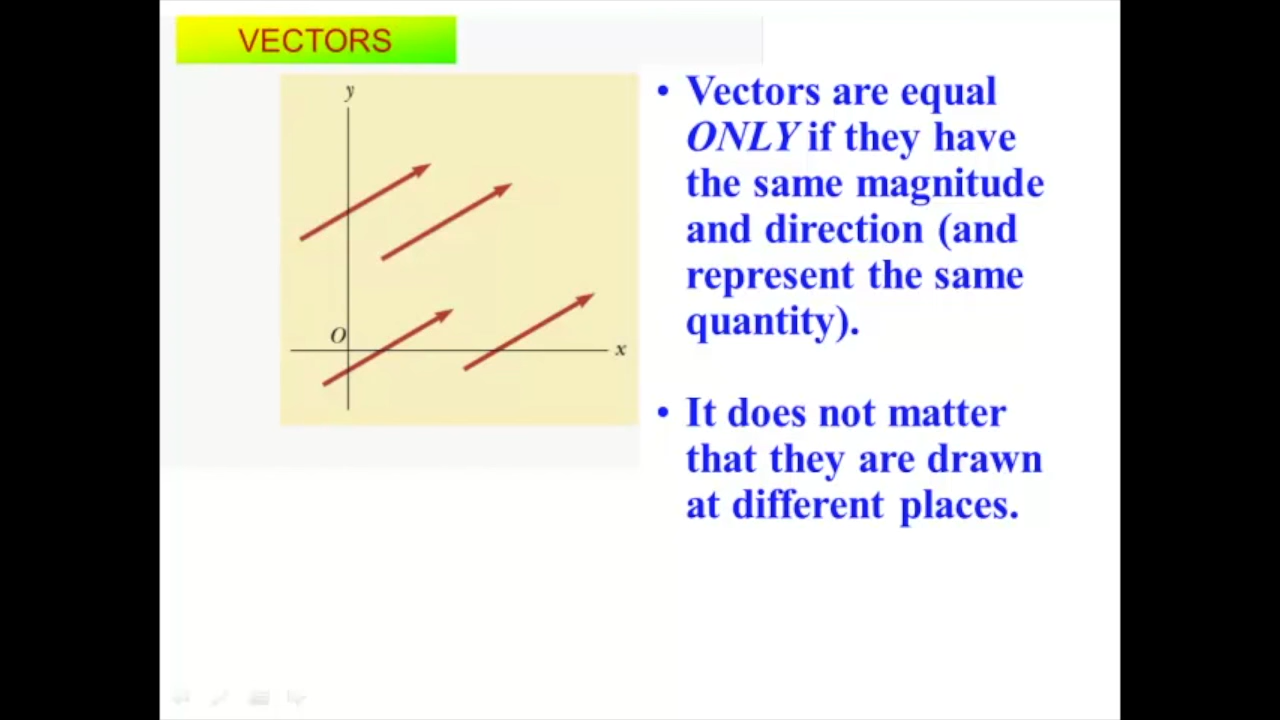 VECTORS
y
O
x
• Vectors are equal
ONLY if they have
the same magnitude
and direction (and
represent the same
quantity).
• It does not matter
that they are drawn
at different places.